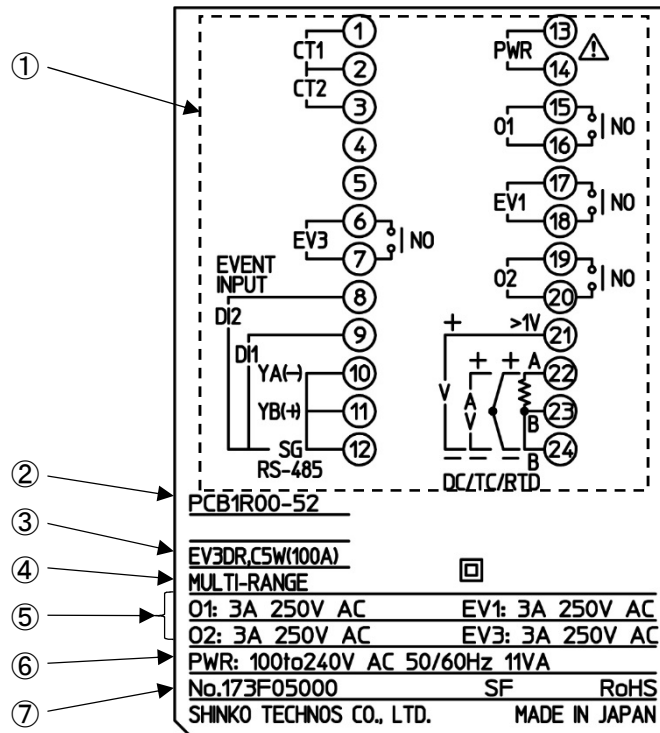 ①
CT1
CT2
1
2
3
4
5
EV3
6
7
NO
EVENT
INPUT
8
DI2
9
DI1
YA(-)
10
YB(+)
11
SG
12
RS-485
PWR
13
14
O1
15
16
NO
EV1
17
18
NO
O2
19
20
NO
+
>1V
21
+ + A
22
V
A
V
B
23
B
24
DC/TC/RTD
② PCB1R00-52
③ EV3DR,C5W(100A)
④ MULTI-RANGE
⑤ O1: 3A 250V AC EV1: 3A 250V AC
O2: 3A 250V AC EV3: 3A 250V AC
⑥ PWR: 100to240V AC 50/60Hz 11VA
⑦ No.173F05000 SF RoHS
SHINKO TECHNOS CO., LTD. MADE IN JAPAN